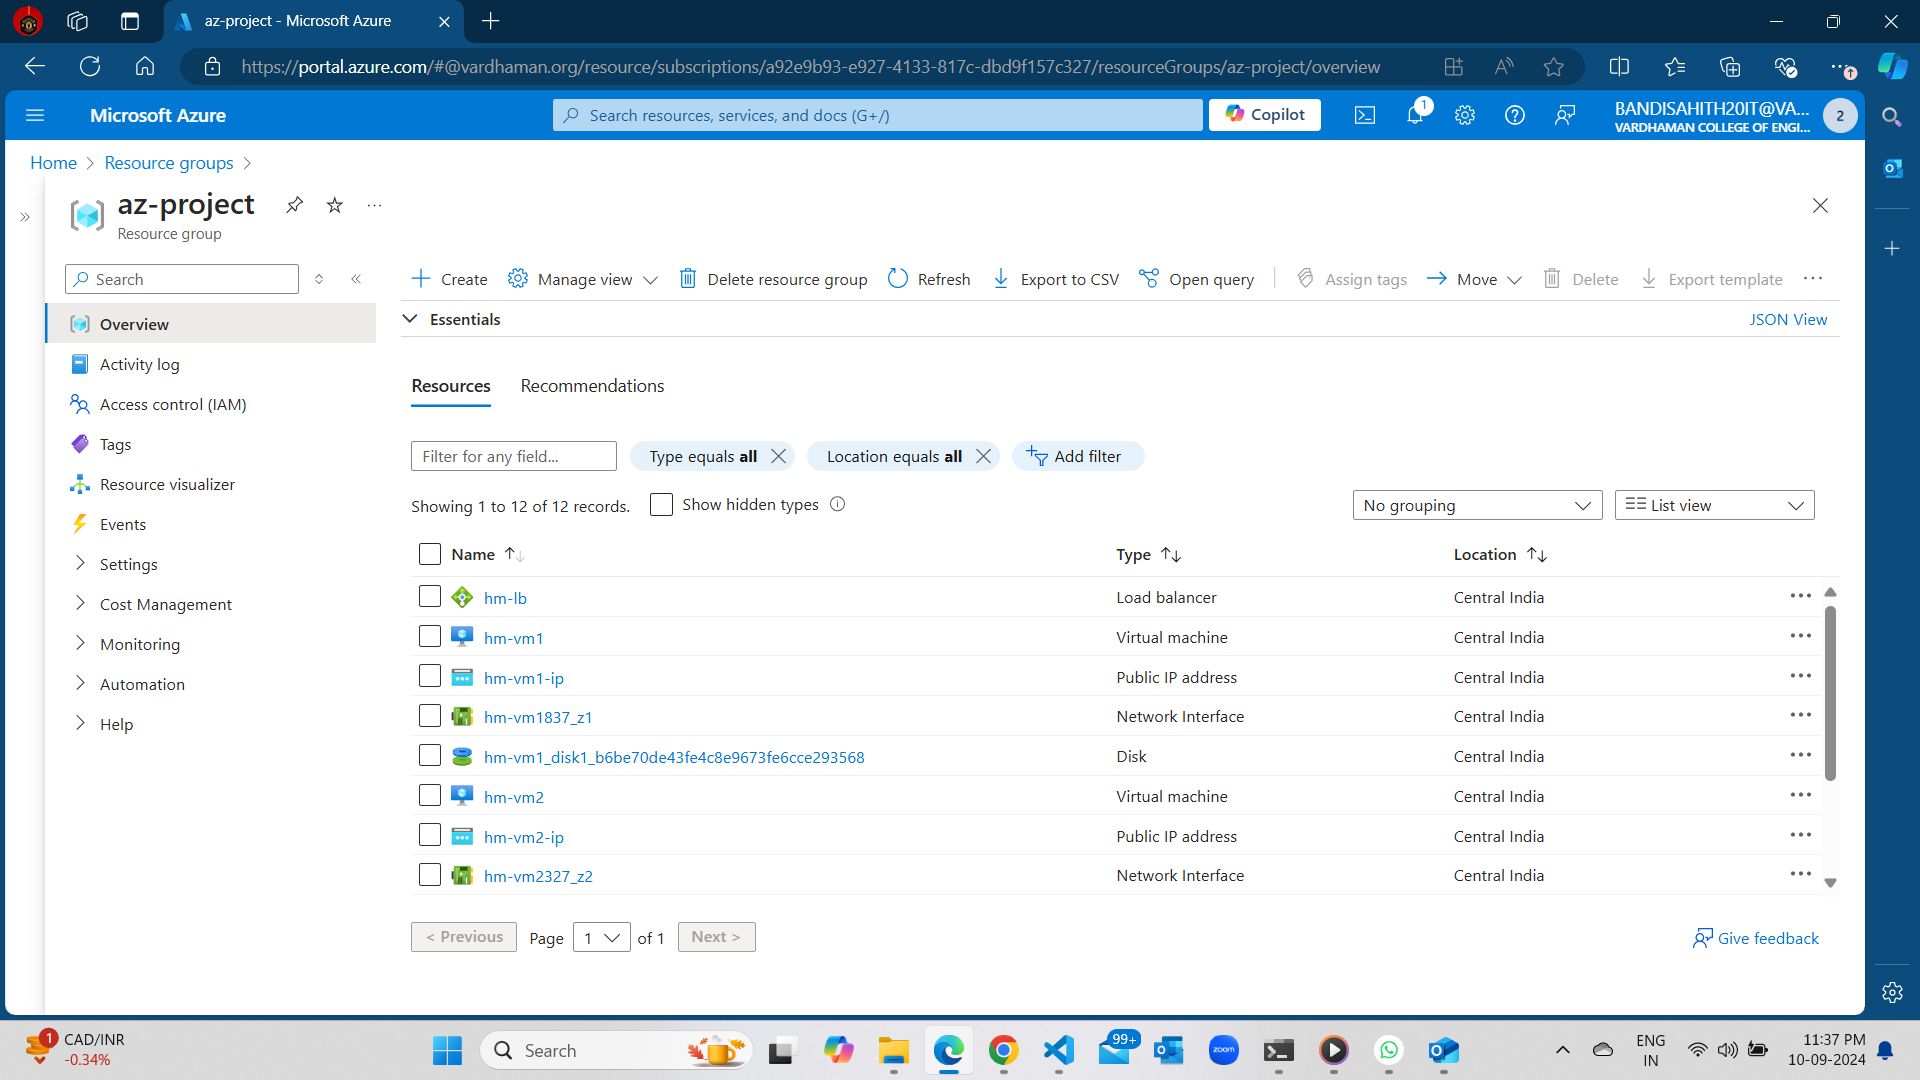 az-project - Microsoft Azure
https://portal.azure.com/#@vardhaman.org/resource/subscriptions/a92e9b93-e927-4133-817c-dbd9f157c327/resourceGroups/az-project/overview
Microsoft Azure
Search resources, services, and docs (G+/)
Copilot
1
BANDISAHITH20IT@VA...
VARDHAMAN COLLEGE OF ENGI...
2
Home > Resource groups >
az-project
Resource group
Search
Overview
Activity log
Access control (IAM)
Tags
Resource visualizer
Events
Settings
Cost Management
Monitoring
Automation
Help
Create Manage view Delete resource group Refresh Export to CSV Open query Assign tags Move Delete Export template
Essentials JSON View
Resources Recommendations
Filter for any field... Type equals all Location equals all Add filter
Showing 1 to 12 of 12 records. Show hidden types No grouping List view
Name Type Location
hm-lb Load balancer Central India
hm-vm1 Virtual machine Central India
hm-vm1-ip Public IP address Central India
hm-vm1837_z1 Network Interface Central India
hm-vm1_disk1_b6be70de43fe4c8e9673fe6cce293568 Disk Central India
hm-vm2 Virtual machine Central India
hm-vm2-ip Public IP address Central India
hm-vm2327_z2 Network Interface Central India
< Previous Page 1 of 1 Next > Give feedback
1
CAD/INR
-0.34%
Search
99+
zoom
ENG
IN
11:37 PM
10-09-2024